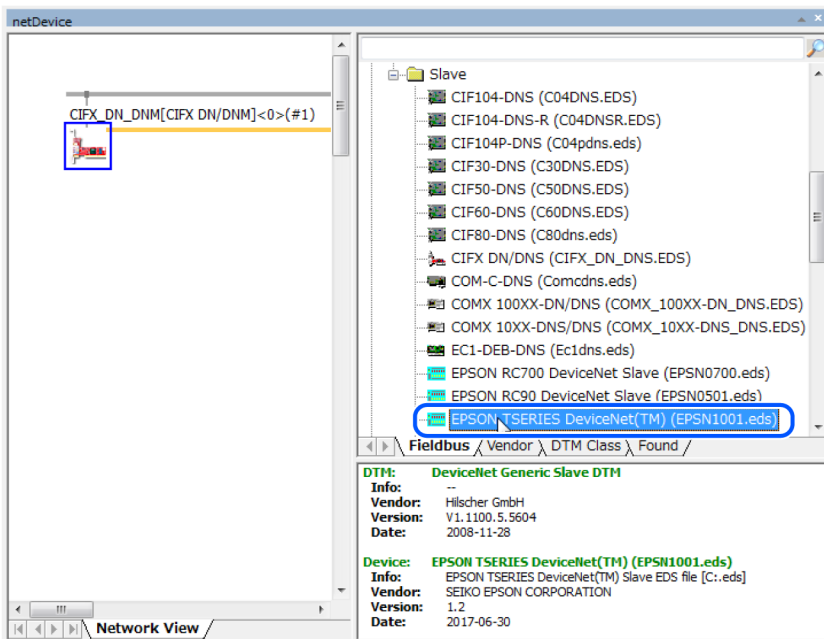 netDevice
CIFX_DN_DNM[CIFX DN/DNM]<0>(#1)
Network View
Slave
CIF104-DNS (C04DNS.EDS)
CIF104-DNS-R (C04DNSR.EDS)
CIF104P-DNS (C04pdns.eds)
CIF30-DNS (C30DNS.EDS)
CIF50-DNS (C50DNS.EDS)
CIF60-DNS (C60DNS.EDS)
CIF80-DNS (C80dns.eds)
CIFX DN/DNS (CIFX_DN_DNS.EDS)
COM-C-DNS (Comcdns.eds)
COMX 100XX-DN/DNS (COMX_100XX-DN_DNS.EDS)
COMX 10XX-DNS/DNS (COMX_10XX-DNS_DNS.EDS)
EC1-DEB-DNS (Ec1dns.eds)
EPSON RC700 DeviceNet Slave (EPSN0700.eds)
EPSON RC90 DeviceNet Slave (EPSN0501.eds)
EPSON TSERIES DeviceNet(TM) (EPSN1001.eds)
Fieldbus / Vendor \ DTM Class \ Found /
DTM: DeviceNet Generic Slave DTM
Info: --
Vendor: Hilscher GmbH
Version: V1.1100.5.5604
Date: 2008-11-28
Device: EPSON TSERIES DeviceNet(TM) (EPSN1001.eds)
Info: EPSON TSERIES DeviceNet(TM) Slave EDS file [C:.eds]
Vendor: SEIKO EPSON CORPORATION
Version: 1.2
Date: 2017-06-30